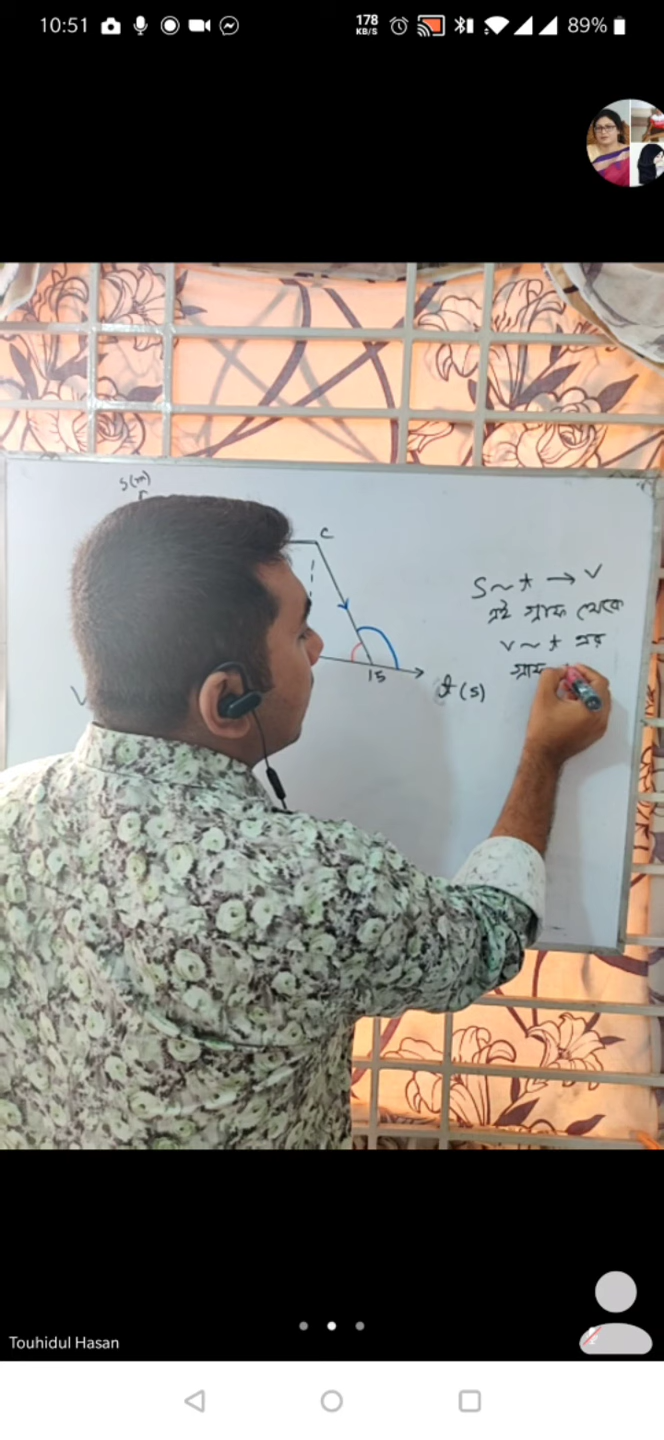 10:51
178
KB/S
89%
S(m)
C
S ~ t → v
এই গ্রাফ থেকে
v ~ t এর
গ্রাফ
15
t (s)
V
Touhidul Hasan